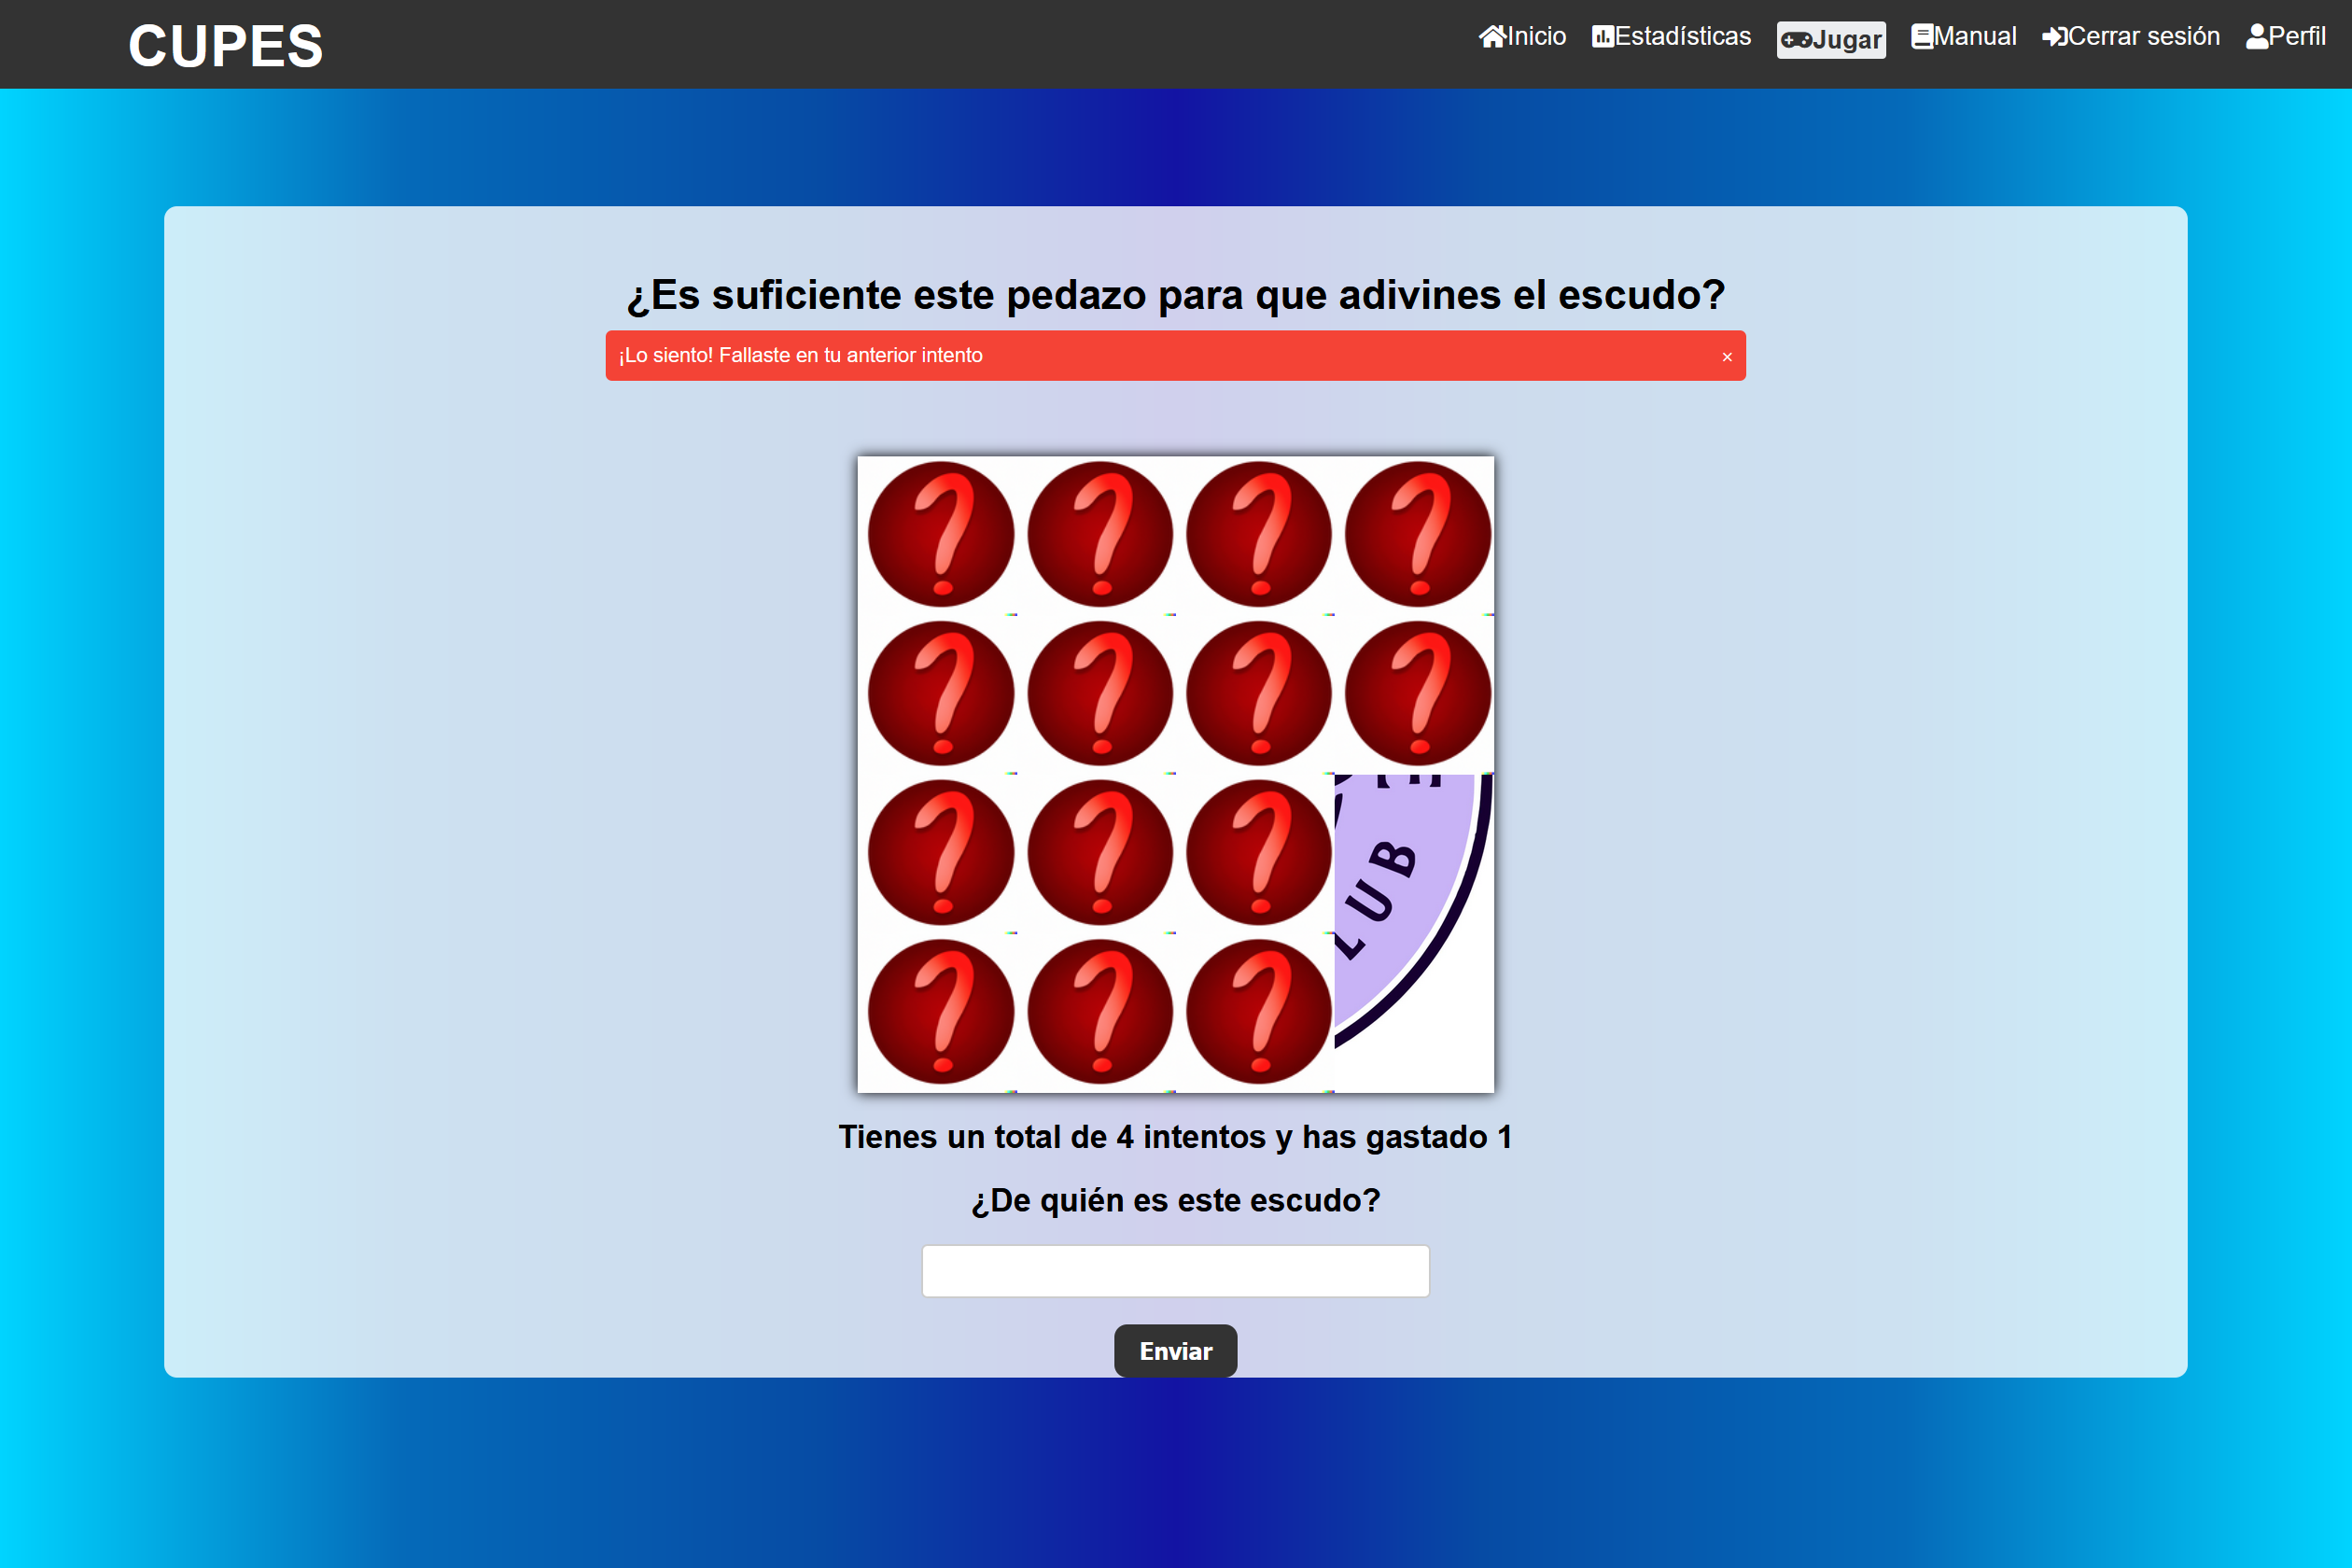 CUPES
Inicio Estadísticas Jugar Manual Cerrar sesión Perfil
¿Es suficiente este pedazo para que adivines el escudo?
¡Lo siento! Fallaste en tu anterior intento ×
UB
Tienes un total de 4 intentos y has gastado 1
¿De quién es este escudo?
Enviar